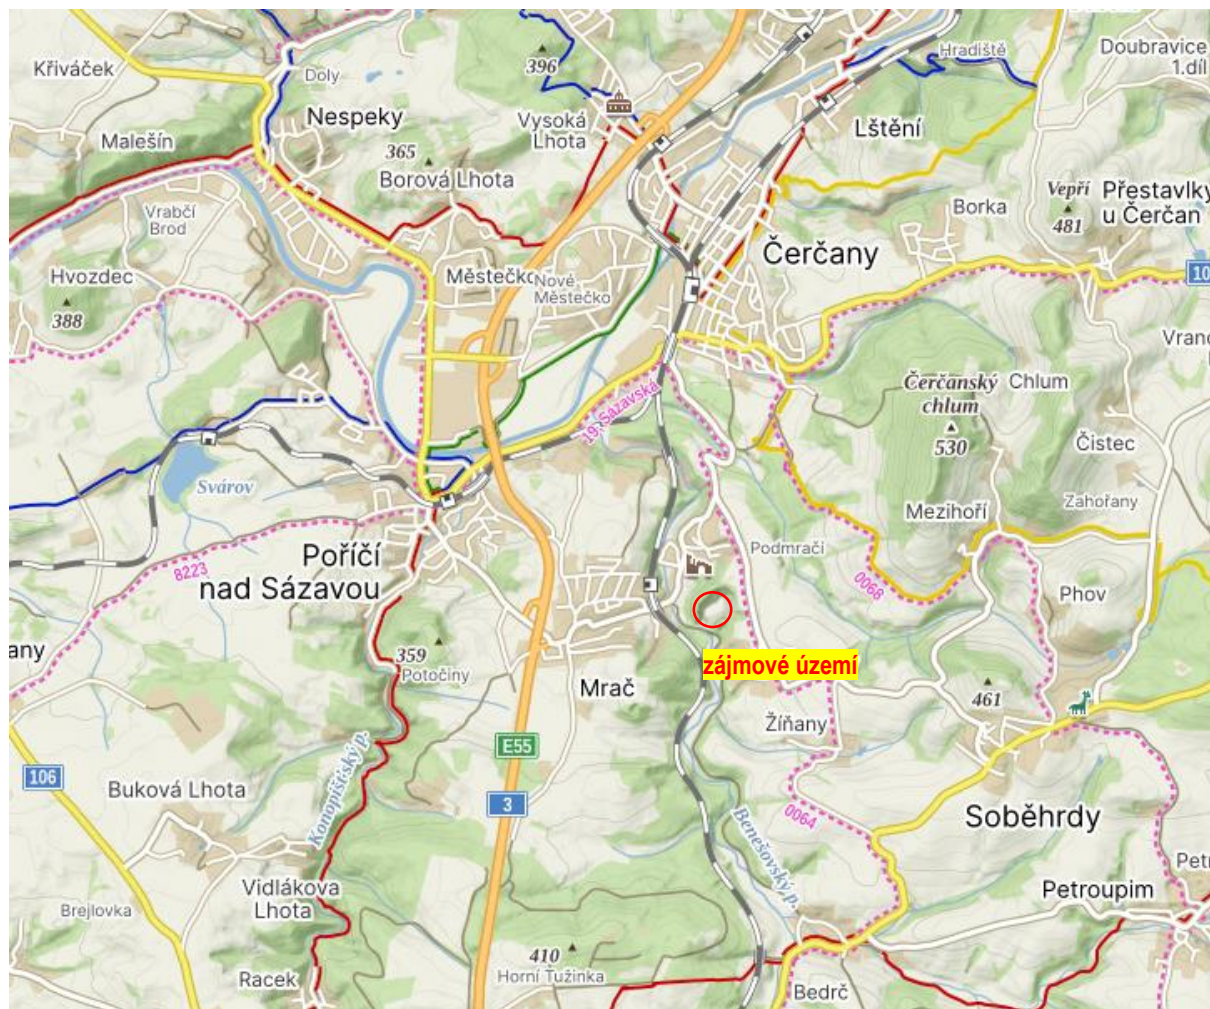 Křiváček
Doly
396
Hradiště
Doubravice
1.díl
Nespeky
Vysoká
Lhota
Lštění
Malešín
365
Borová Lhota
Vepří
481
Přestavlky
u Čerčan
Vrabčí
Brod
Borka
Čerčany
Hvozdec
388
Městečko
Nové
Městečko
10
Vranc
Čerčanský
chlum
530
Chlum
19, Sázavská
Čistec
Svárov
Zahořany
Mezihoří
8223
Poříčí
nad Sázavou
Podmračí
0068
Phov
any
359
Potočiny
zájmové území
Mrač
461
Žíňany
E55
106
Konopišťský p.
Buková Lhota
3
0064
Soběhrdy
Benešovský p.
Petr
Vidlákova
Lhota
Petroupim
Brejlovka
410
Horní Tužinka
Racek
Bedrč